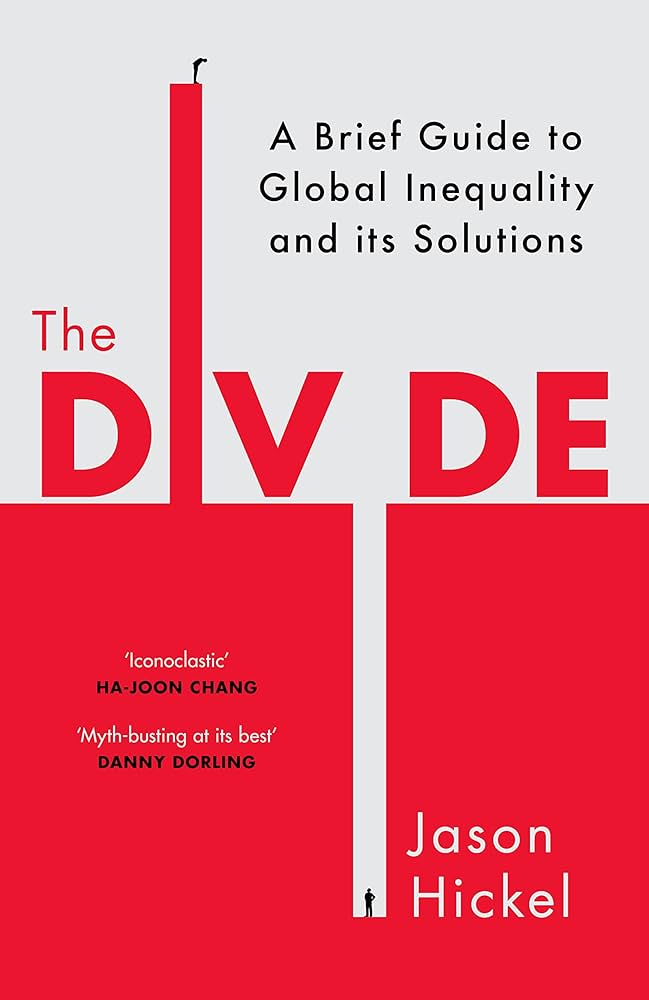 A Brief Guide to
Global Inequality
and its Solutions
The
DIVIDE
‘Iconoclastic’
HA-JOON CHANG
‘Myth-busting at its best’
DANNY DORLING
Jason
Hickel